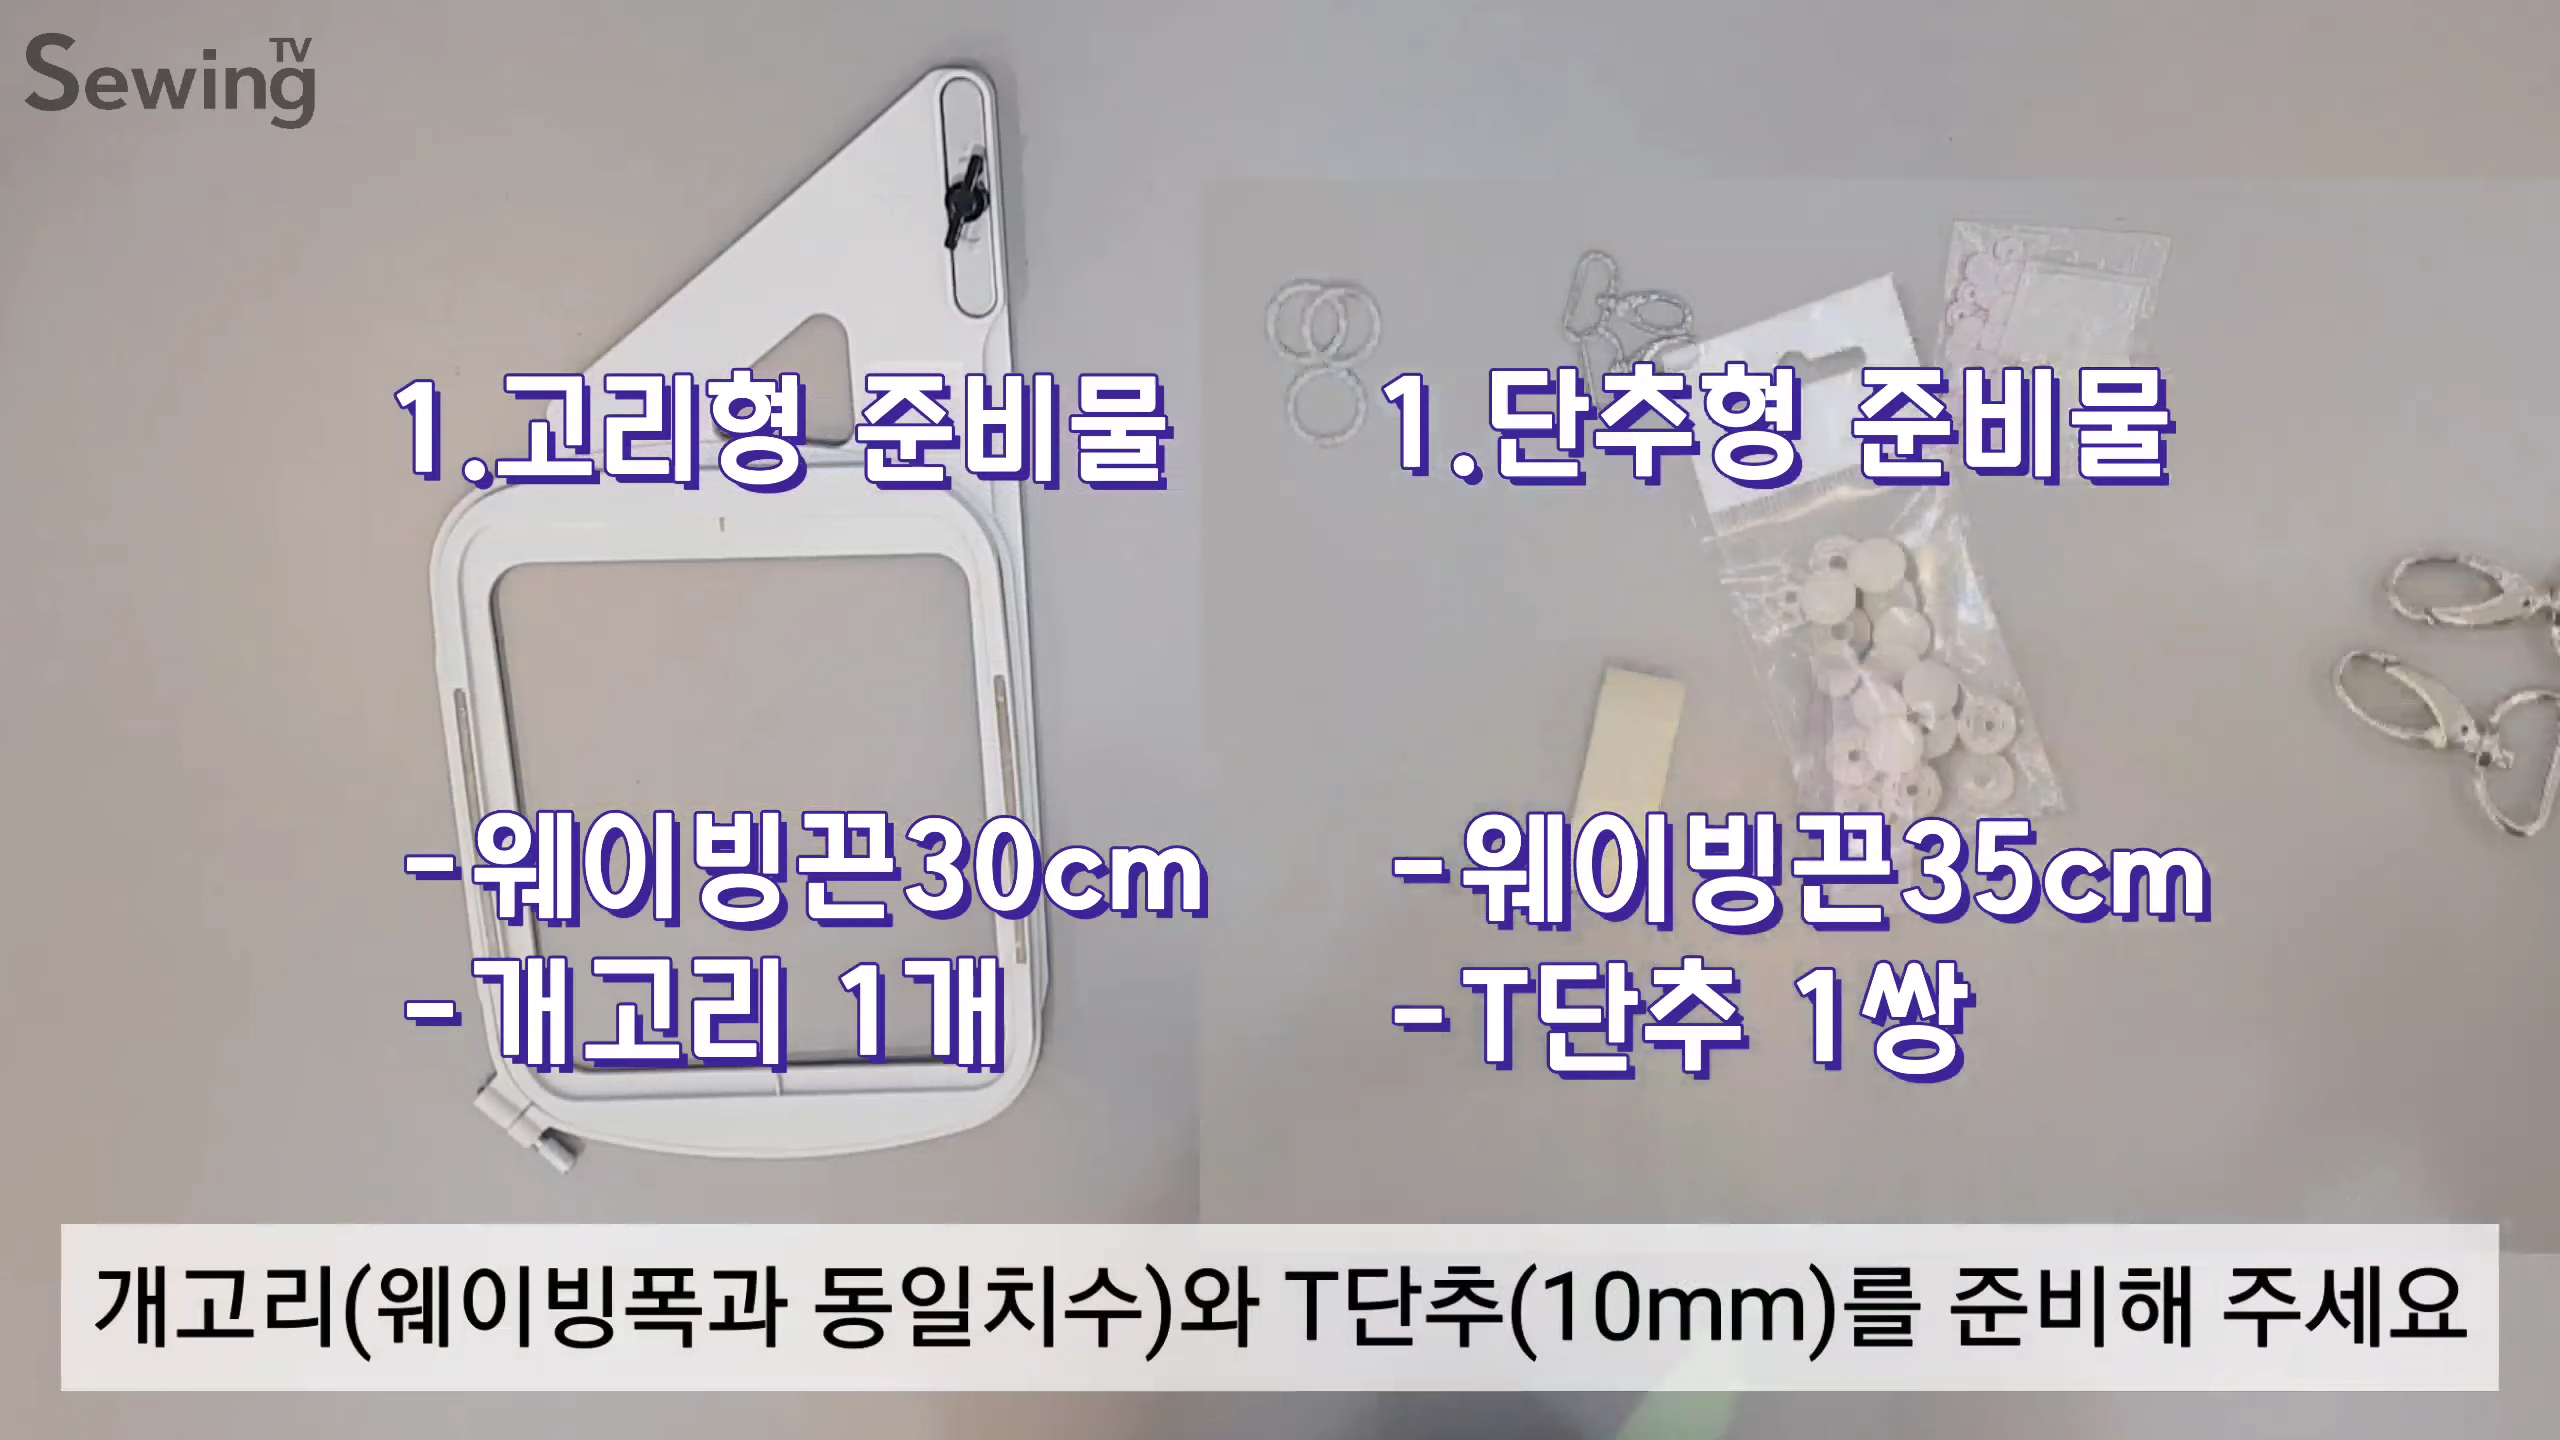 Sewing TV
1.고리형 준비물
-웨이빙끈30cm
-개고리 1개
1.단추형 준비물
-웨이빙끈35cm
-T단추 1쌍
개고리(웨이빙폭과 동일치수)와 T단추(10mm)를 준비해 주세요